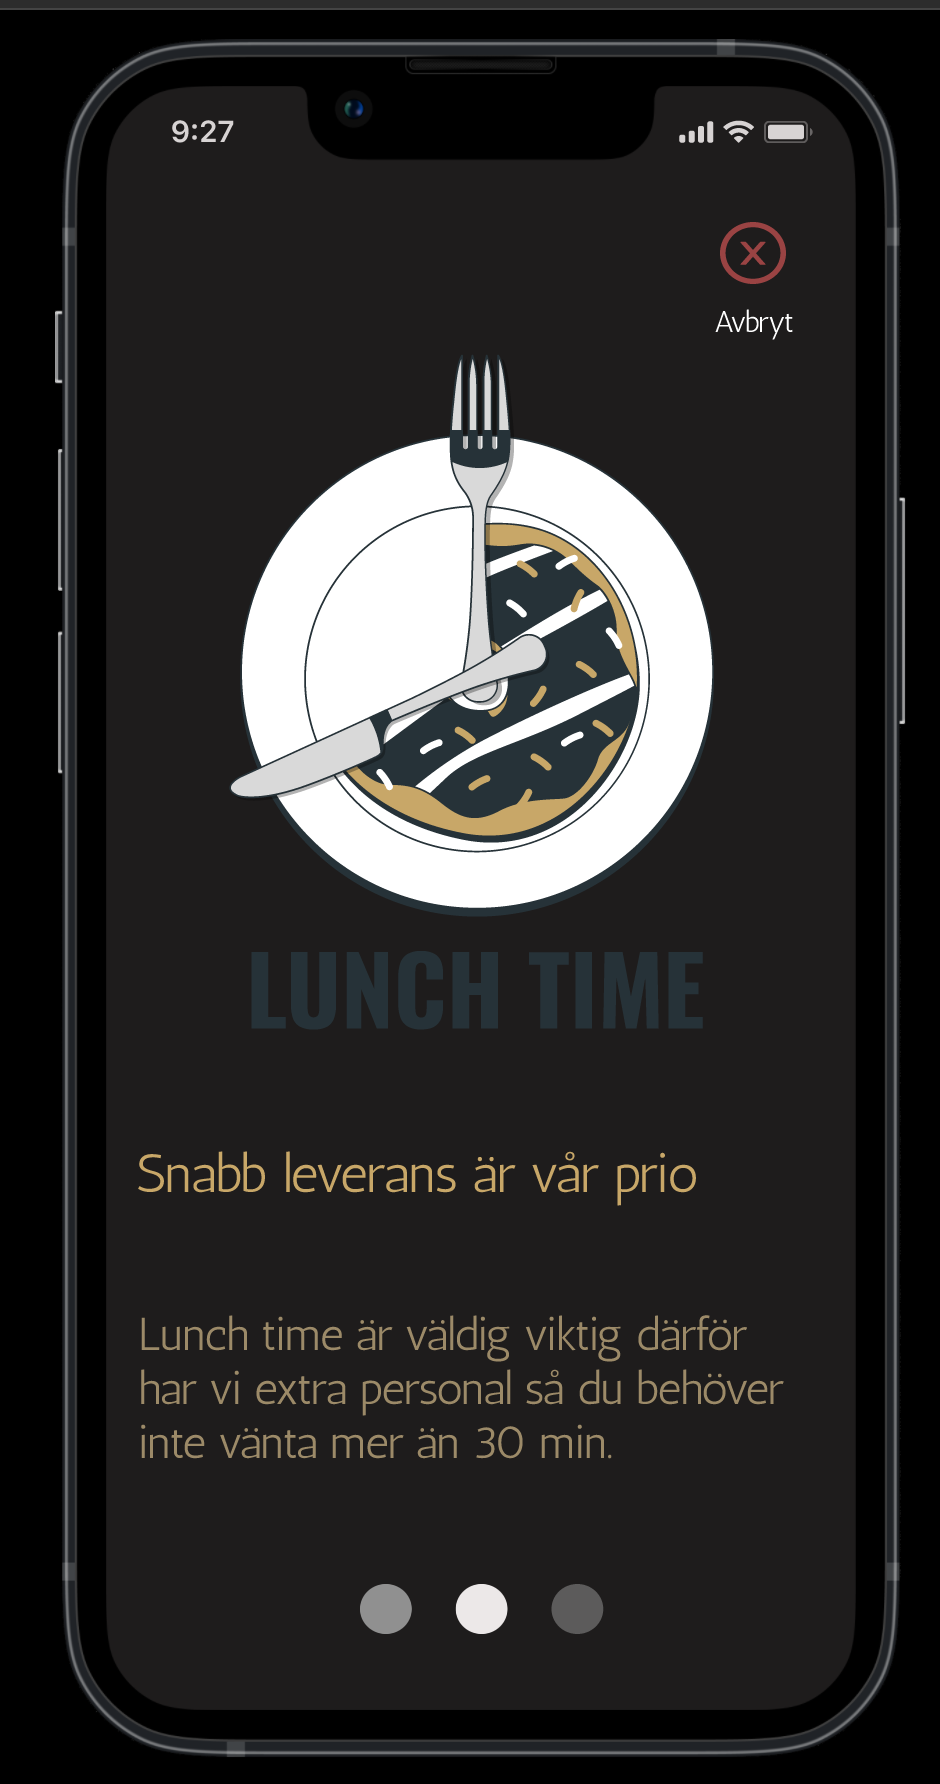 9:27
X
Avbryt
LUNCH TIME
Snabb leverans är vår prio
Lunch time är väldig viktig därför
har vi extra personal så du behöver
inte vänta mer än 30 min.